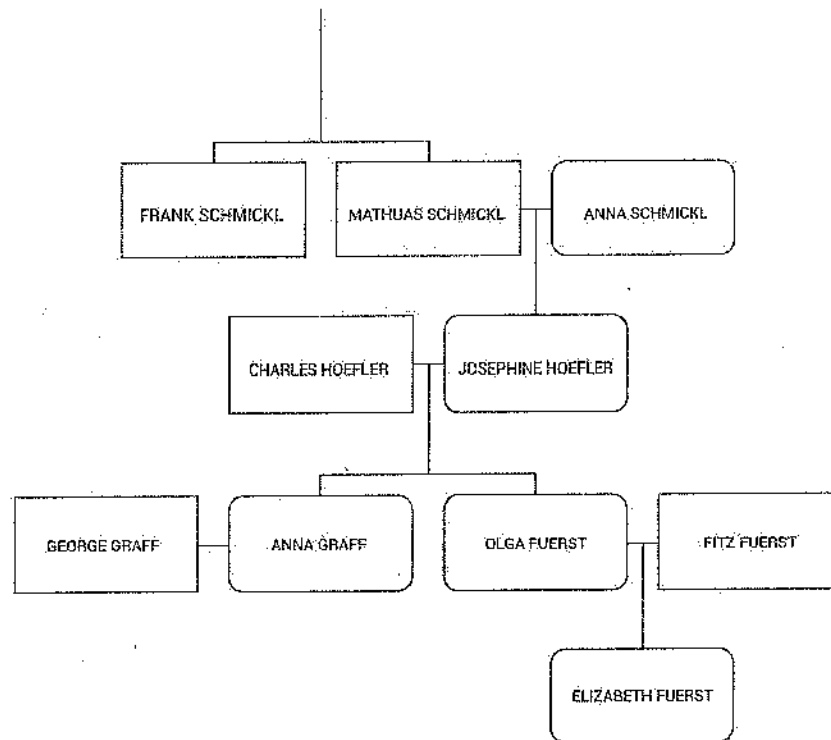 FRANK SCHMICKL
MATHUAS SCHMICKL
ANNA SCHMICKL
CHARLES HOEFLER
JOSEPHINE HOEFLER
GEORGE GRAFF
ANNA GRAFF
OLGA FUERST
FITZ FUERST
ELIZABETH FUERST